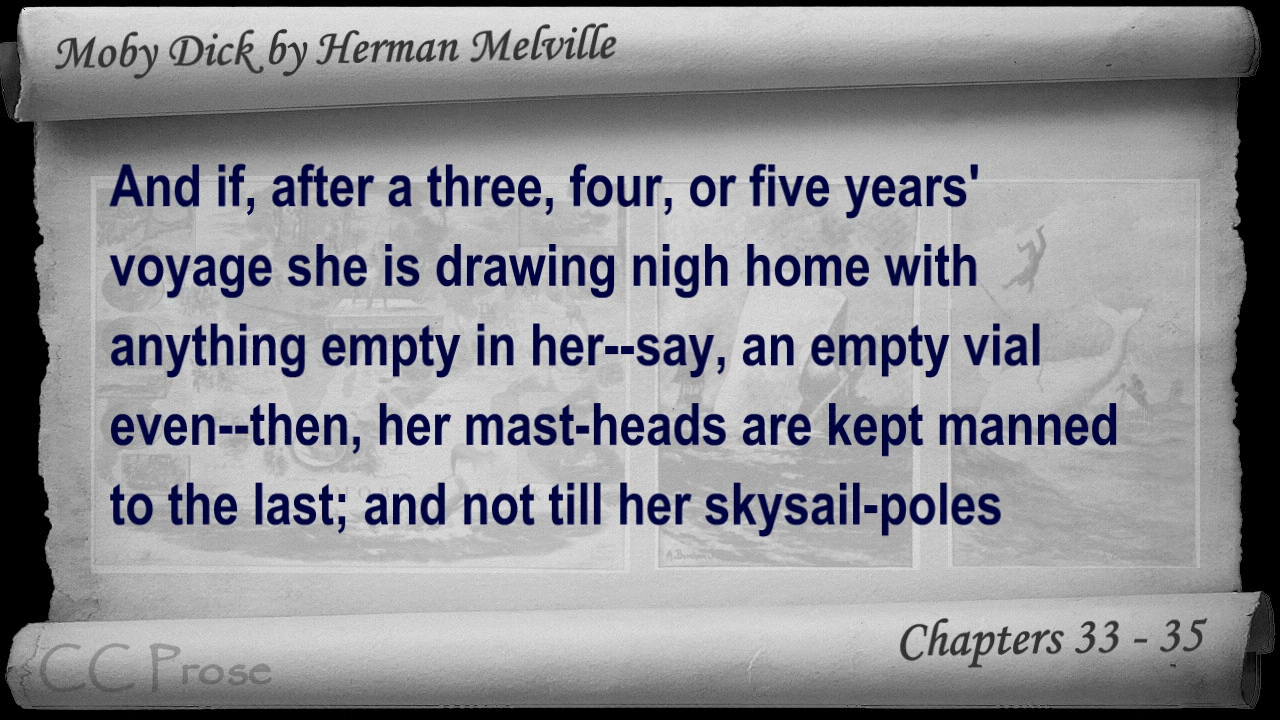 Moby Dick by Herman Melville
And if, after a three, four, or five years'
voyage she is drawing nigh home with
anything empty in her--say, an empty vial
even--then, her mast-heads are kept manned
to the last; and not till her skysail-poles
Chapters 33 - 35
CC Prose